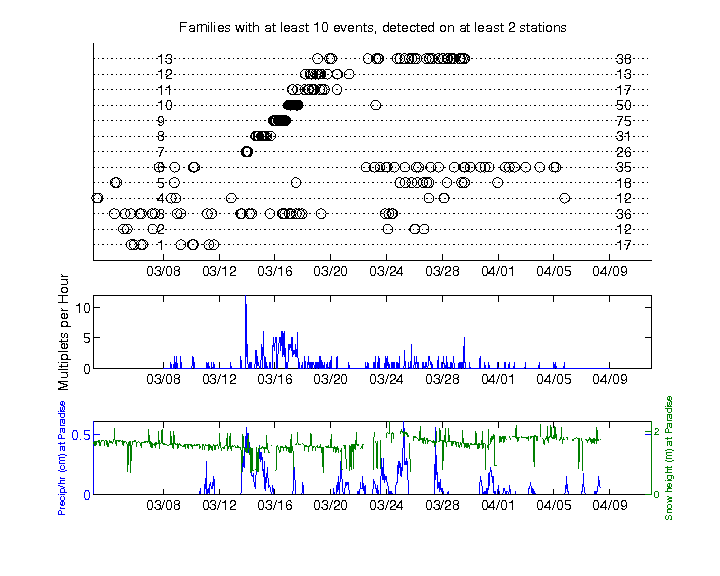 Families with at least 10 events, detected on at least 2 stations
13 38
12 13
11 17
10 50
9 75
8 31
7 26
6 35
5 18
4 12
3 36
2 12
1 17
03/08 03/12 03/16 03/20 03/24 03/28 04/01 04/05 04/09
Multiplets per Hour
10
5
0
03/08 03/12 03/16 03/20 03/24 03/28 04/01 04/05 04/09
Precip/hr (cm) at Paradise
0.5
0
Snow height (m) at Paradise
2
0
03/08 03/12 03/16 03/20 03/24 03/28 04/01 04/05 04/09